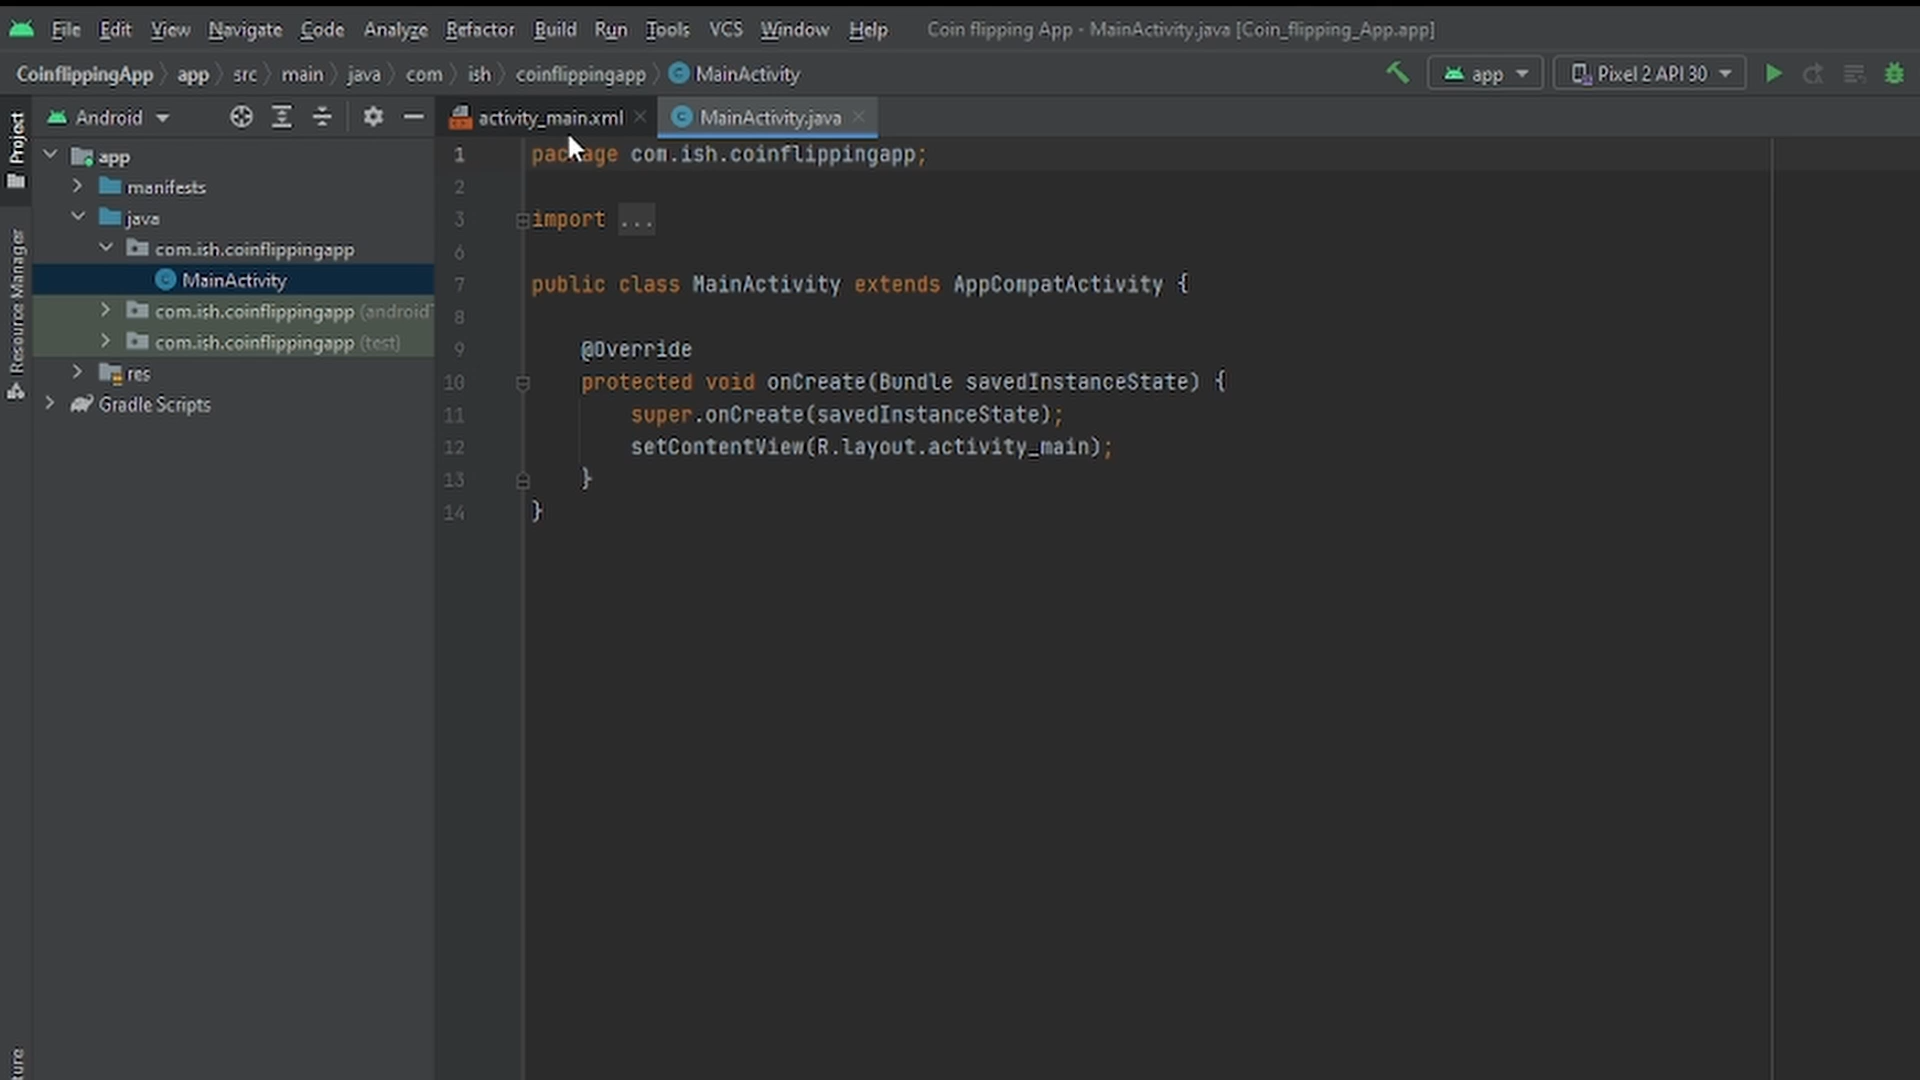 File Edit View Navigate Code Analyze Refactor Build Run Tools VCS Window Help Coin flipping App - MainActivity.java [Coin_flipping_App.app]
CoinflippingApp app src main java com ish coinflippingapp MainActivity app Pixel 2 API 30
Project
Resource Manager
Android
app
manifests
java
com.ish.coinflippingapp
MainActivity
com.ish.coinflippingapp (android
com.ish.coinflippingapp (test)
res
Gradle Scripts
activity_main.xml MainActivity.java
1 package com.ish.coinflippingapp;
2
3 import ...
6
7 public class MainActivity extends AppCompatActivity {
8
9 @Override
10 protected void onCreate(Bundle savedInstanceState) {
11 super.onCreate(savedInstanceState);
12 setContentView(R.layout.activity_main);
13 }
14 }